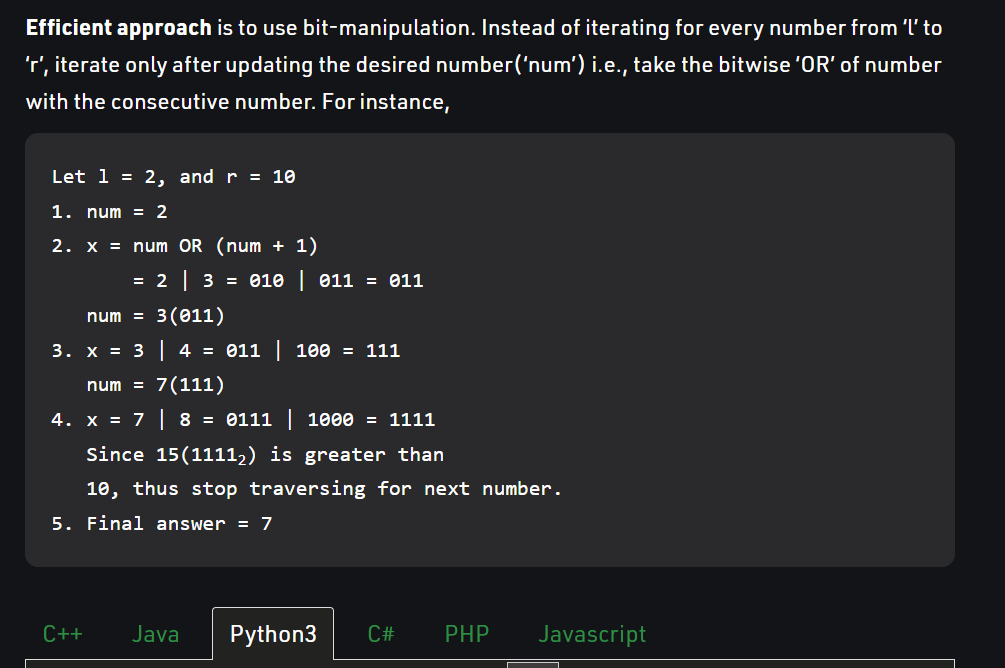 Efficient approach is to use bit-manipulation. Instead of iterating for every number from ‘l’ to
‘r’, iterate only after updating the desired number(‘num’) i.e., take the bitwise ‘OR’ of number
with the consecutive number. For instance,
Let l = 2, and r = 10
1. num = 2
2. x = num OR (num + 1)
= 2 | 3 = 010 | 011 = 011
num = 3(011)
3. x = 3 | 4 = 011 | 100 = 111
num = 7(111)
4. x = 7 | 8 = 0111 | 1000 = 1111
Since 15(1111₂) is greater than
10, thus stop traversing for next number.
5. Final answer = 7
C++ Java Python3 C# PHP Javascript